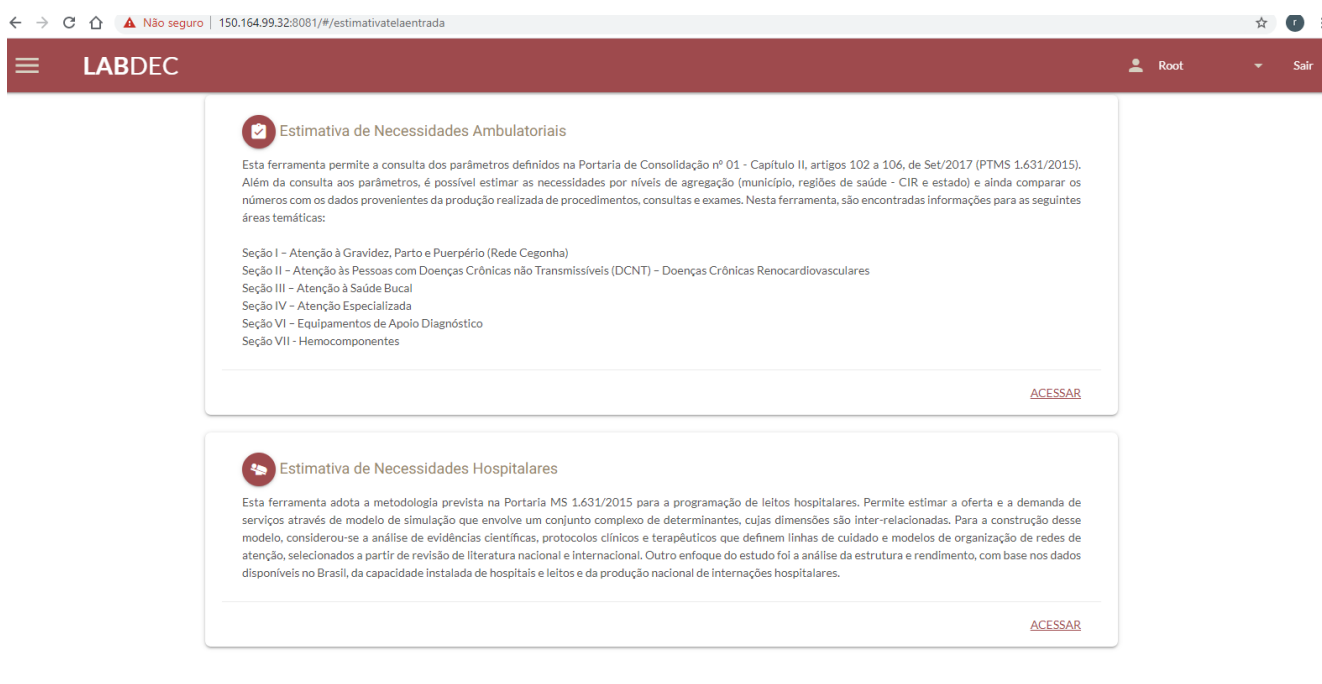 Não seguro | 150.164.99.32:8081/#/estimativatelaentrada
r
LABDEC
Root
Sair
Estimativa de Necessidades Ambulatoriais
Esta ferramenta permite a consulta dos parâmetros definidos na Portaria de Consolidação nº 01 - Capítulo II, artigos 102 a 106, de Set/2017 (PTMS 1.631/2015).
Além da consulta aos parâmetros, é possível estimar as necessidades por níveis de agregação (município, regiões de saúde - CIR e estado) e ainda comparar os
números com os dados provenientes da produção realizada de procedimentos, consultas e exames. Nesta ferramenta, são encontradas informações para as seguintes
áreas temáticas:
Seção I – Atenção à Gravidez, Parto e Puerpério (Rede Cegonha)
Seção II – Atenção às Pessoas com Doenças Crônicas não Transmissíveis (DCNT) – Doenças Crônicas Renocardiovasculares
Seção III – Atenção à Saúde Bucal
Seção IV – Atenção Especializada
Seção VI – Equipamentos de Apoio Diagnóstico
Seção VII - Hemocomponentes
ACESSAR
Estimativa de Necessidades Hospitalares
Esta ferramenta adota a metodologia prevista na Portaria MS 1.631/2015 para a programação de leitos hospitalares. Permite estimar a oferta e a demanda de
serviços através de modelo de simulação que envolve um conjunto complexo de determinantes, cujas dimensões são inter-relacionadas. Para a construção desse
modelo, considerou-se a análise de evidências científicas, protocolos clínicos e terapêuticos que definem linhas de cuidado e modelos de organização de redes de
atenção, selecionados a partir de revisão de literatura nacional e internacional. Outro enfoque do estudo foi a análise da estrutura e rendimento, com base nos dados
disponíveis no Brasil, da capacidade instalada de hospitais e leitos e da produção nacional de internações hospitalares.
ACESSAR